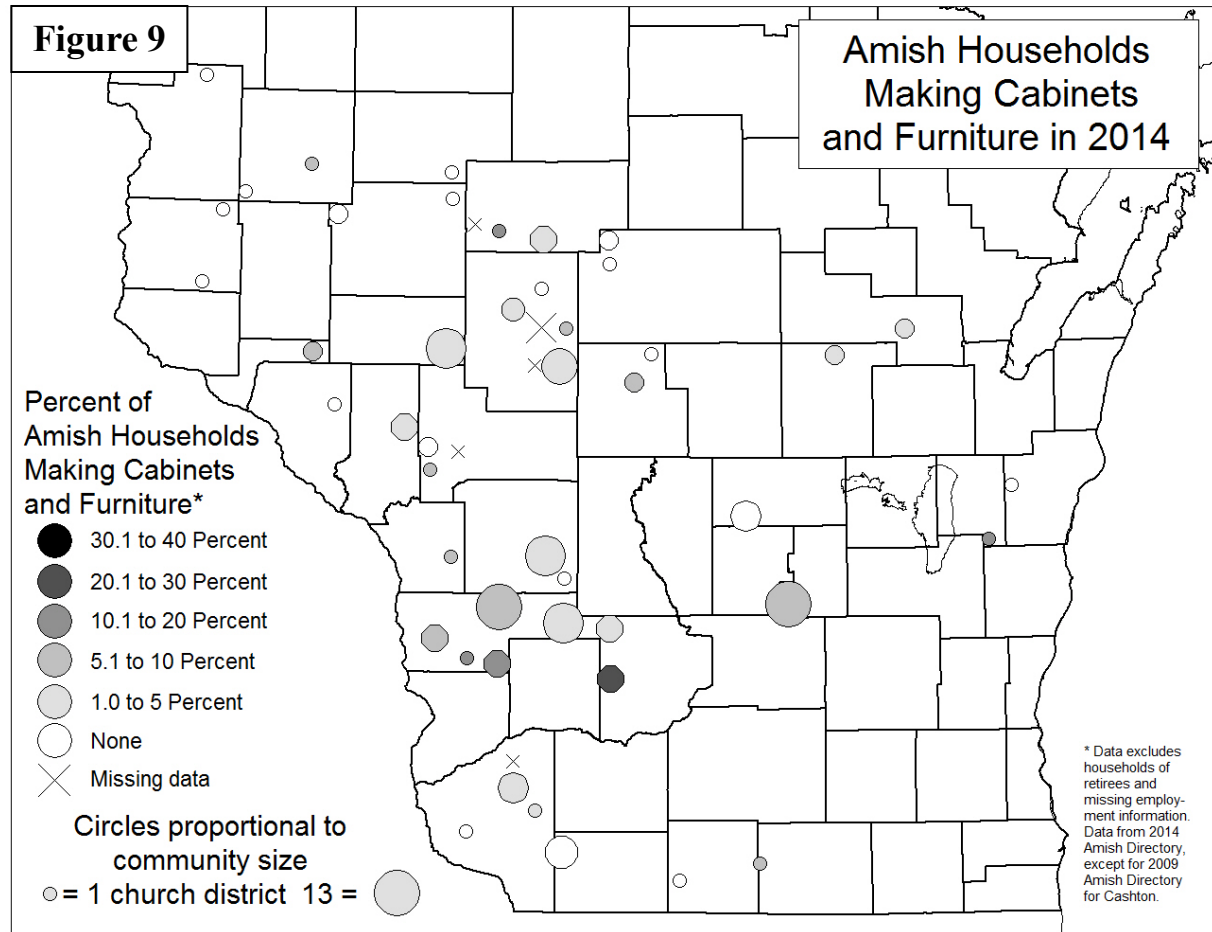 Figure 9
Amish Households
Making Cabinets
and Furniture in 2014
Percent of
Amish Households
Making Cabinets
and Furniture*
30.1 to 40 Percent
20.1 to 30 Percent
10.1 to 20 Percent
5.1 to 10 Percent
1.0 to 5 Percent
None
Missing data
Circles proportional to
community size
= 1 church district 13 =
* Data excludes
households of
retirees and
missing employ-
ment information.
Data from 2014
Amish Directory,
except for 2009
Amish Directory
for Cashton.